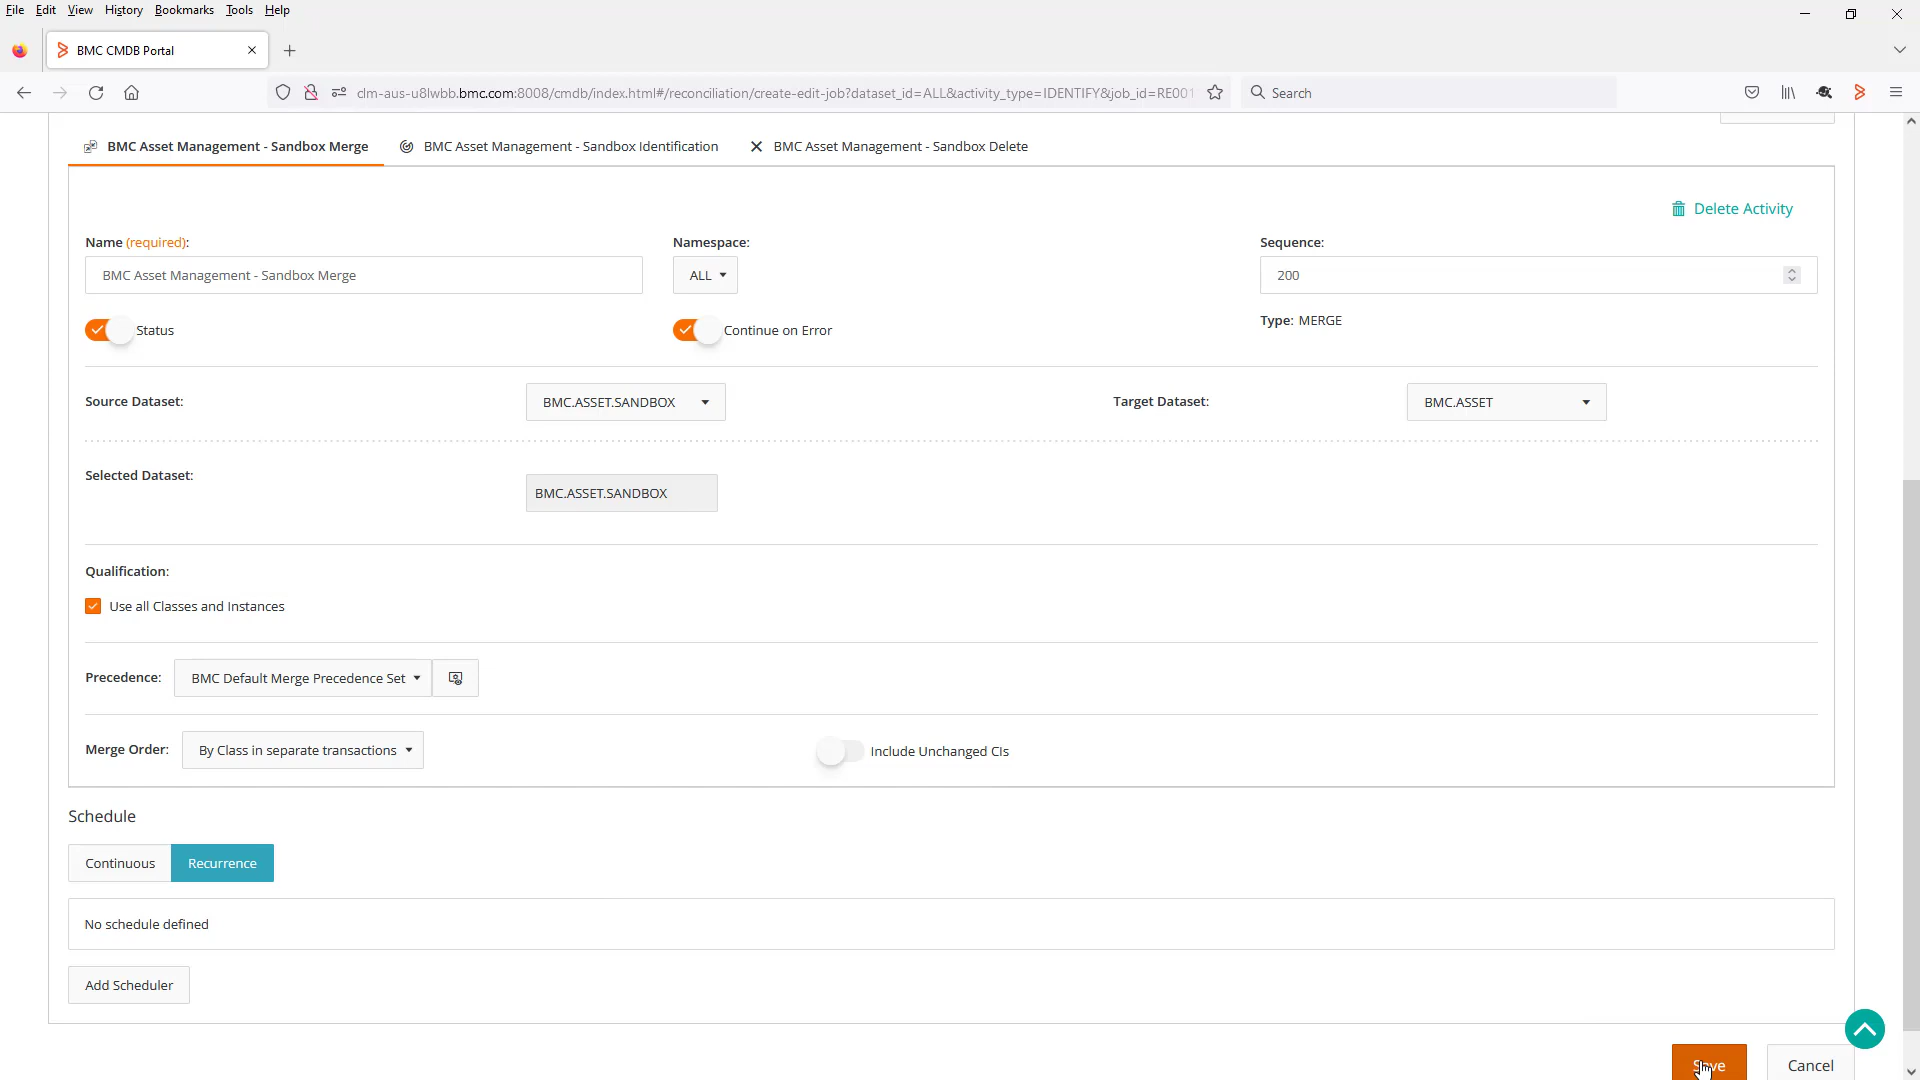 File Edit View History Bookmarks Tools Help
BMC CMDB Portal
clm-aus-u8lwbb.bmc.com:8008/cmdb/index.html#/reconciliation/create-edit-job?dataset_id=ALL&activity_type=IDENTIFY&job_id=RE001
Search
BMC Asset Management - Sandbox Merge
BMC Asset Management - Sandbox Identification
BMC Asset Management - Sandbox Delete
Delete Activity
Name (required):
Namespace:
Sequence:
BMC Asset Management - Sandbox Merge
ALL
200
Status
Continue on Error
Type: MERGE
Source Dataset:
BMC.ASSET.SANDBOX
Target Dataset:
BMC.ASSET
Selected Dataset:
BMC.ASSET.SANDBOX
Qualification:
Use all Classes and Instances
Precedence:
BMC Default Merge Precedence Set
Merge Order:
By Class in separate transactions
Include Unchanged CIs
Schedule
Continuous
Recurrence
No schedule defined
Add Scheduler
Save
Cancel